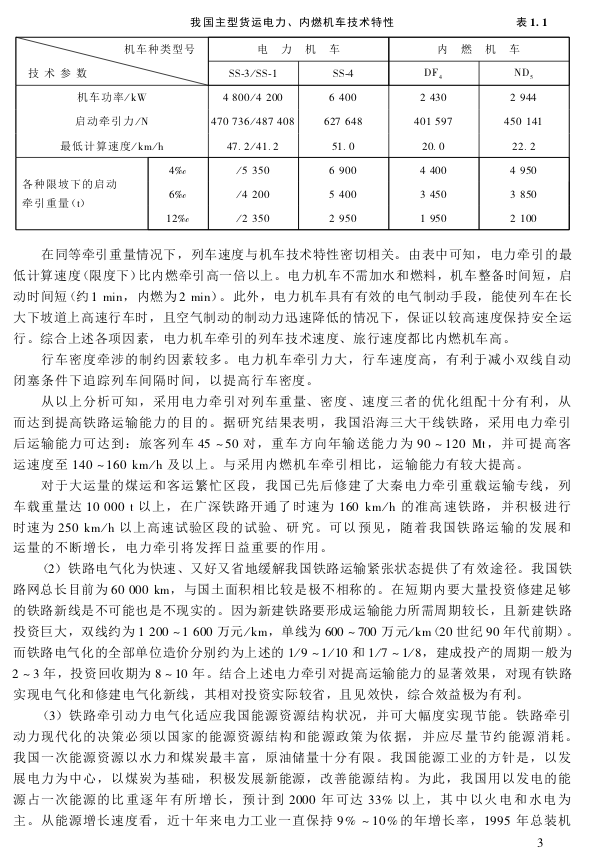 我国主型货运电力、内燃机车技术特性 表1.1
机车种类型号 电 力 机 车 内 燃 机 车
技 术 参 数 SS-3/SS-1 SS-4 DF₄ ND₅
机车功率/kW 4 800/4 200 6 400 2 430 2 944
启动牵引力/N 470 736/487 408 627 648 401 597 450 141
最低计算速度/km/h 47.2/41.2 51.0 20.0 22.2
各种限坡下的启动牵引重量(t) 4‰ /5 350 6 900 4 400 4 950
6‰ /4 200 5 400 3 450 3 850
12‰ /2 350 2 950 1 950 2 100
在同等牵引重量情况下，列车速度与机车技术特性密切相关。由表中可知，电力牵引的最
低计算速度(限度下)比内燃牵引高一倍以上。电力机车不需加水和燃料，机车整备时间短，启
动时间短(约1 min，内燃为2 min)。此外，电力机车具有有效的电气制动手段，能使列车在长
大下坡道上高速行车时，且空气制动的制动力迅速降低的情况下，保证以较高速度保持安全运
行。综合上述各项因素，电力机车牵引的列车技术速度、旅行速度都比内燃机车高。
行车密度牵涉的制约因素较多。电力机车牵引力大，行车速度高，有利于减小双线自动
闭塞条件下追踪列车间隔时间，以提高行车密度。
从以上分析可知，采用电力牵引对列车重量、密度、速度三者的优化组配十分有利，从
而达到提高铁路运输能力的目的。据研究结果表明，我国沿海三大干线铁路，采用电力牵引
后运输能力可达到：旅客列车45～50对，重车方向年输送能力为90～120 Mt，并可提高客
运速度至140～160 km/h及以上。与采用内燃机车牵引相比，运输能力有较大提高。
对于大运量的煤运和客运繁忙区段，我国已先后修建了大秦电力牵引重载运输专线，列
车载重量达10 000 t以上，在广深铁路开通了时速为160 km/h的准高速铁路，并积极进行
时速为250 km/h以上高速试验区段的试验、研究。可以预见，随着我国铁路运输的发展和
运量的不断增长，电力牵引将发挥日益重要的作用。
(2) 铁路电气化为快速、又好又省地缓解我国铁路运输紧张状态提供了有效途径。我国铁
路网总长目前为60 000 km，与国土面积相比较是极不相称的。在短期内要大量投资修建足够
的铁路新线是不可能也是不现实的。因为新建铁路要形成运输能力所需周期较长，且新建铁路
投资巨大，双线约为1 200～1 600万元/km，单线为600～700万元/km(20世纪90年代前期)。
而铁路电气化的全部单位造价分别约为上述的1/9～1/10和1/7～1/8，建成投产的周期一般为
2～3年，投资回收期为8～10年。结合上述电力牵引对提高运输能力的显著效果，对现有铁路
实现电气化和修建电气化新线，其相对投资实际较省，且见效快，综合效益极为有利。
(3) 铁路牵引动力电气化适应我国能源资源结构状况，并可大幅度实现节能。铁路牵引
动力现代化的决策必须以国家的能源资源结构和能源政策为依据，并应尽量节约能源消耗。
我国一次能源资源以水力和煤炭最丰富，原油储量十分有限。我国能源工业的方针是，以发
展电力为中心，以煤炭为基础，积极发展新能源，改善能源结构。为此，我国用以发电的能
源占一次能源的比重逐年有所增长，预计到2000年可达33%以上，其中以火电和水电为
主。从能源增长速度看，近十年来电力工业一直保持9%～10%的年增长率，1995年总装机
3